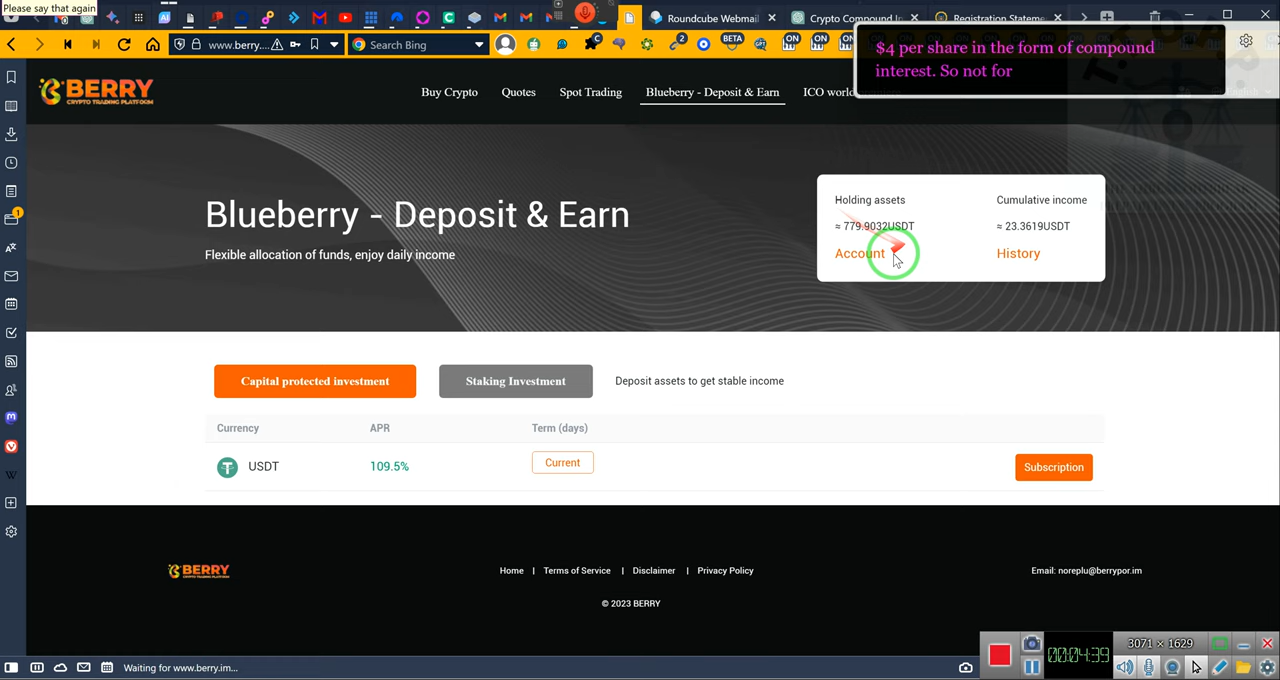 Please say that again
Roundcube Webmail
Crypto Compound In
Registration Stateme
www.berry....
Search Bing
2
BETA
C
ON
ON
ON
$4 per share in the form of compound
interest. So not for
BERRY
CRYPTO TRADING PLATFORM
Buy Crypto
Quotes
Spot Trading
Blueberry - Deposit & Earn
ICO world
English
Holding assets
Cumulative income
Blueberry - Deposit & Earn
≈ 779.9032USDT
≈ 23.3619USDT
Flexible allocation of funds, enjoy daily income
Account
History
1
Capital protected investment
Staking Investment
Deposit assets to get stable income
Currency
APR
Term (days)
USDT
109.5%
Current
Subscription
BERRY
Home | Terms of Service | Disclaimer | Privacy Policy
Email: noreplu@berrypor.im
© 2023 BERRY
3071 × 1629
00:04:39
Waiting for www.berry.im...